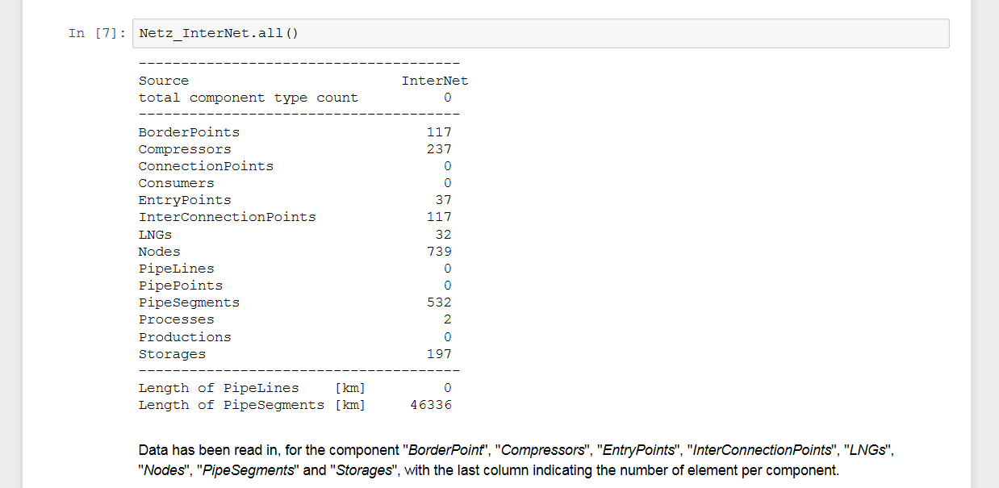 In [7]: Netz_InterNet.all()
--------------------------------------
Source                         InterNet
total component type count          0
--------------------------------------
BorderPoints                      117
Compressors                       237
ConnectionPoints                    0
Consumers                           0
EntryPoints                        37
InterConnectionPoints             117
LNGs                               32
Nodes                             739
PipeLines                           0
PipePoints                          0
PipeSegments                      532
Processes                           2
Productions                         0
Storages                          197
--------------------------------------
Length of PipeLines    [km]         0
Length of PipeSegments [km]     46336
Data has been read in, for the component "BorderPoint", "Compressors", "EntryPoints", "InterConnectionPoints", "LNGs",
"Nodes", "PipeSegments" and "Storages", with the last column indicating the number of element per component.